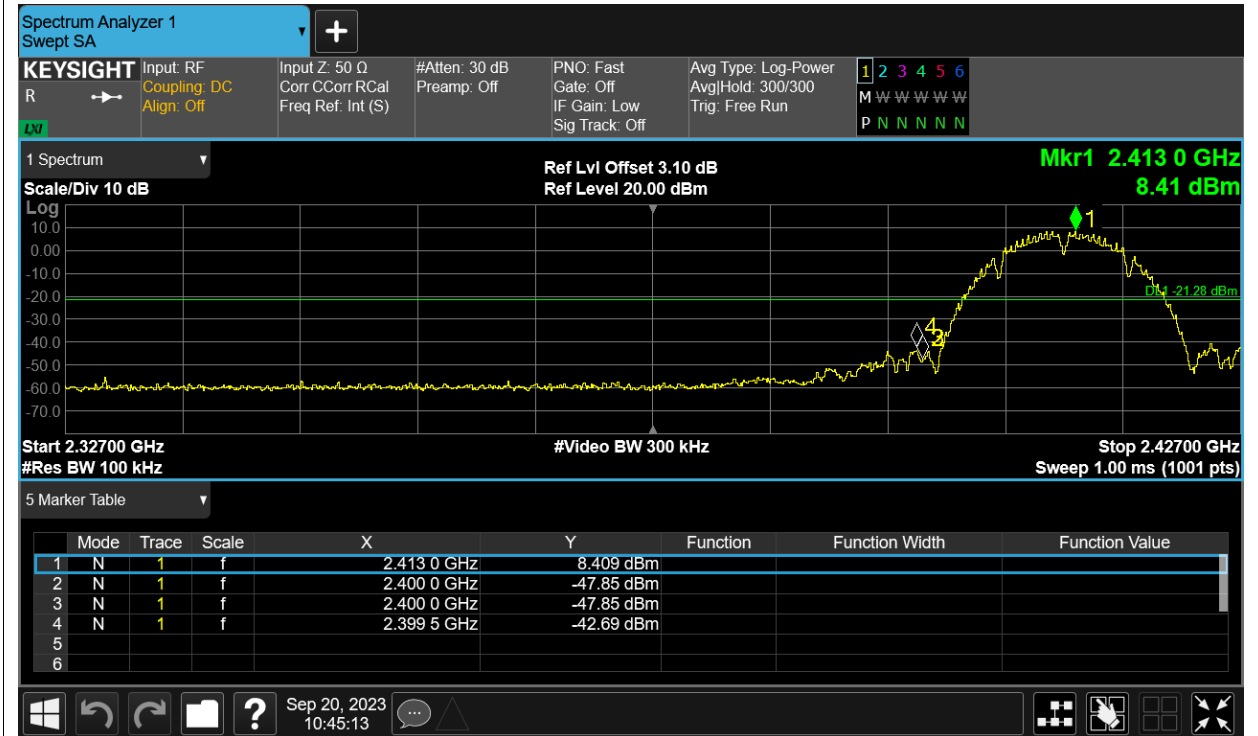 Spectrum Analyzer 1
Swept SA
+
KEYSIGHT Input: RF Input Z: 50 Ω #Atten: 30 dB PNO: Fast Avg Type: Log-Power 1 2 3 4 5 6
R Coupling: DC Corr CCorr RCal Preamp: Off Gate: Off Avg|Hold: 300/300 M W W W W W W
Align: Off Freq Ref: Int (S) IF Gain: Low Trig: Free Run
LXI Sig Track: Off P N N N N N N
1 Spectrum Ref Lvl Offset 3.10 dB Mkr1 2.413 0 GHz
Scale/Div 10 dB Ref Level 20.00 dBm 8.41 dBm
Log
1
10.0
0.00
-10.0
-20.0
DL1 -21.28 dBm
-30.0
4
-40.0
2
-50.0
-60.0
-70.0
Start 2.32700 GHz #Video BW 300 kHz Stop 2.42700 GHz
#Res BW 100 kHz Sweep 1.00 ms (1001 pts)
5 Marker Table
Mode Trace Scale X Y Function Function Width Function Value
1 N 1 f 2.413 0 GHz 8.409 dBm
2 N 1 f 2.400 0 GHz -47.85 dBm
3 N 1 f 2.400 0 GHz -47.85 dBm
4 N 1 f 2.399 5 GHz -42.69 dBm
5
6
? Sep 20, 2023
10:45:13